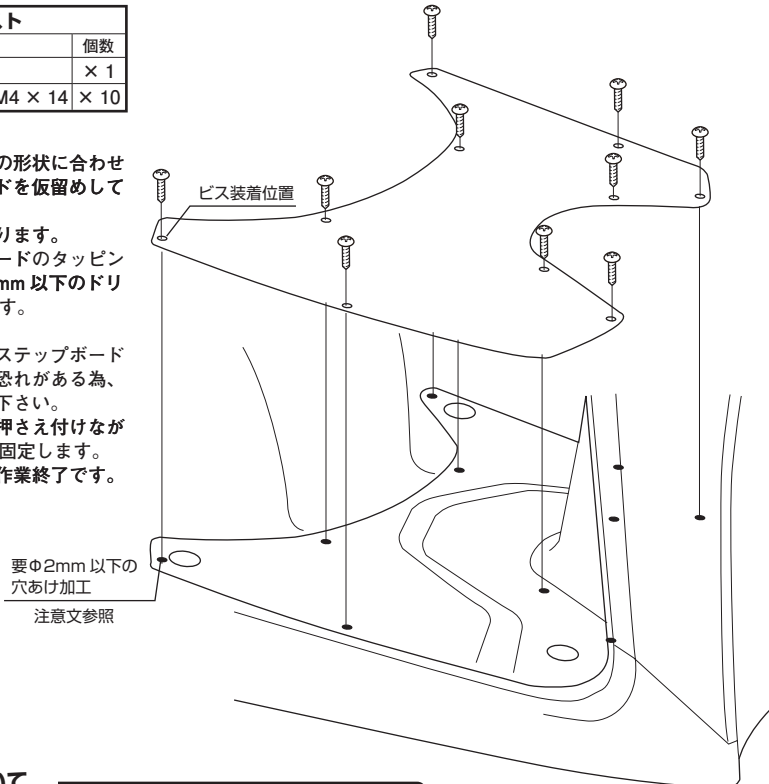 スト
個数
× 1
M4 × 14 × 10
の形状に合わせ
ドを仮留めして
ります。
ードのタッピン
mm 以下のドリ
す。
ステップボード
恐れがある為、
下さい。
押さえ付けなが
固定します。
作業終了です。
ビス装着位置
要Φ2mm 以下の
穴あけ加工
注意文参照